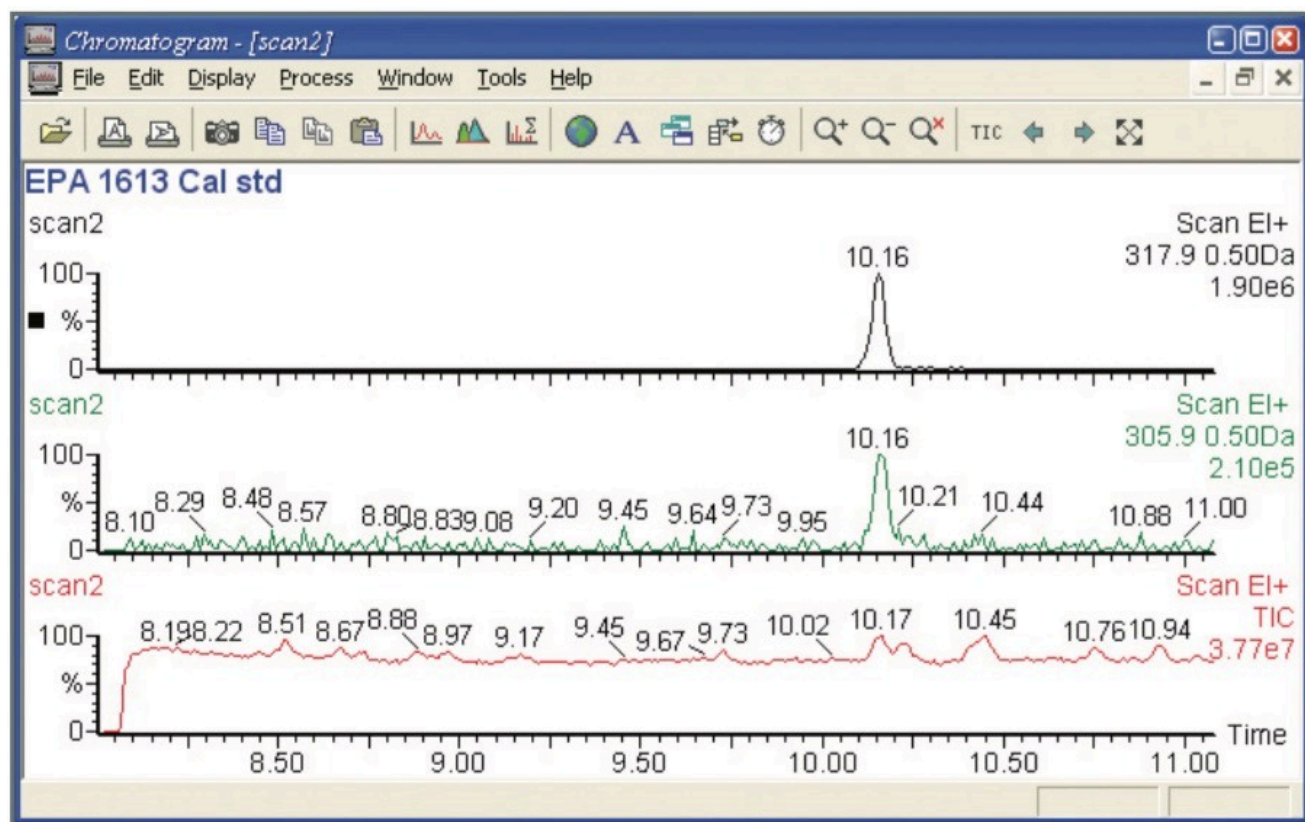 Chromatogram - [scan2]
File Edit Display Process Window Tools Help
A A A Σ TIC
EPA 1613 Cal std
scan2
Scan EI+
317.9 0.50Da
1.90e6
10.16
100
%
0
scan2
Scan EI+
305.9 0.50Da
2.10e5
10.16
100
%
0
8.10 8.29 8.48 8.57 8.80 8.83 9.08 9.20 9.45 9.64 9.73 9.95 10.21 10.44 10.88 11.00
scan2
Scan EI+
TIC
3.77e7
100
%
0
8.19 8.22 8.51 8.67 8.88 8.97 9.17 9.45 9.67 9.73 10.02 10.17 10.45 10.76 10.94
Time
8.50 9.00 9.50 10.00 10.50 11.00